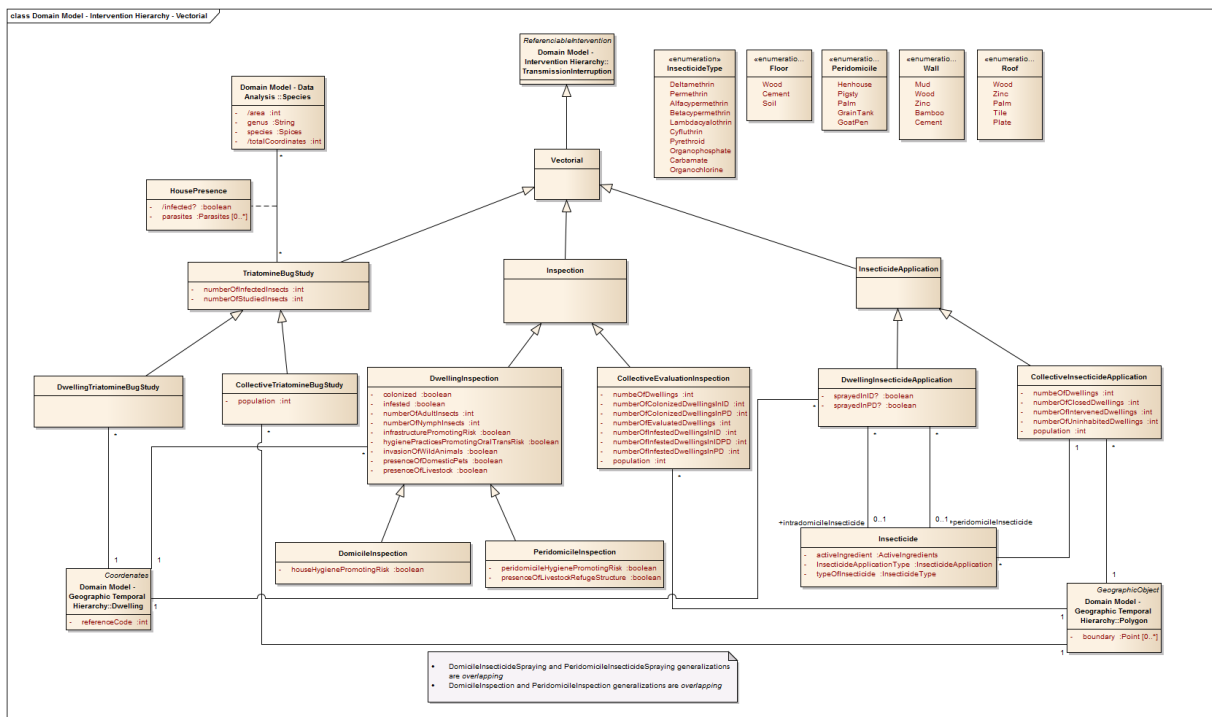 class Domain Model - Intervention Hierarchy - Vectorial
ReferenciableIntervention
Domain Model -
Intervention Hierarchy::
TransmissionInterruption
«enumeration»
InsecticideType
Deltamethrin
Permethrin
Alfacypermethrin
Betacypermethrin
Lambdacyalothrin
Cyfluthrin
Pyrethroid
Organophosphate
Carbamate
Organochlorine
«enumeratio...
Floor
Wood
Cement
Soil
«enumeratio...
Peridomicile
Henhouse
Pigsty
Palm
GrainTank
GoatPen
«enumeratio...
Wall
Mud
Wood
Zinc
Bamboo
Cement
«enumeratio...
Roof
Wood
Zinc
Palm
Tile
Plate
Domain Model - Data
Analysis ::Species
- /area :int
- genus :String
- species :Spices
- /totalCoordinates :int
*
Vectorial
HousePresence
- /infected? :boolean
- parasites :Parasites [0..*]
*
TriatomineBugStudy
- numberOfInfectedInsects :int
- numberOfStudiedInsects :int
Inspection
InsecticideApplication
DwellingTriatomineBugStudy
*
CollectiveTriatomineBugStudy
- population :int
*
DwellingInspection
- colonized :boolean
- infested :boolean
- numberOfAdultInsects :int
- numberOfNymphInsects :int
- infrastructurePromotingRisk :boolean
- hygienePracticesPromotingOralTransRisk :boolean
- invasionOfWildAnimals :boolean
- presenceOfDomesticPets :boolean
- presenceOfLivestock :boolean
*
CollectiveEvaluationInspection
- numbeOfDwellings :int
- numberOfColonizedDwellingsInID :int
- numberOfColonizedDwellingsInPD :int
- numberOfEvaluatedDwellings :int
- numberOfInfestedDwellingsInID :int
- numberOfInfestedDwellingsInIDPD :int
- numberOfInfestedDwellingsInPD :int
- population :int
*
DwellingInsecticideApplication
- sprayedInID? :boolean
- sprayedInPD? :boolean
*
*
*
CollectiveInsecticideApplication
- numberOfDwellings :int
- numberOfClosedDwellings :int
- numberOfIntervenedDwellings :int
- numberOfUninhabitedDwellings :int
- population :int
1
*
+intradomicileInsecticide
0..1
0..1
+peridomicileInsecticide
Insecticide
- activeIngredient :ActiveIngredients
- InsecticideApplicationType :InsecticideApplication
- typeOfInsecticide :InsecticideType
*
DomicileInspection
- houseHygienePromotingRisk :boolean
PeridomicileInspection
- peridomicileHygienePromotingRisk :boolean
- presenceOfLivestockRefugeStructure :boolean
1
1
1
Coordenates
Domain Model -
Geographic Temporal
Hierarchy::Dwelling
- referenceCode :int
1
1
1
GeographicObject
Domain Model -
Geographic Temporal
Hierarchy::Polygon
- boundary :Point [0..*]
• DomicileInsecticideSpraying and PeridomicileInsecticideSpraying generalizations
are overlapping
• DomicileInspection and PeridomicileInspection generalizations are overlapping